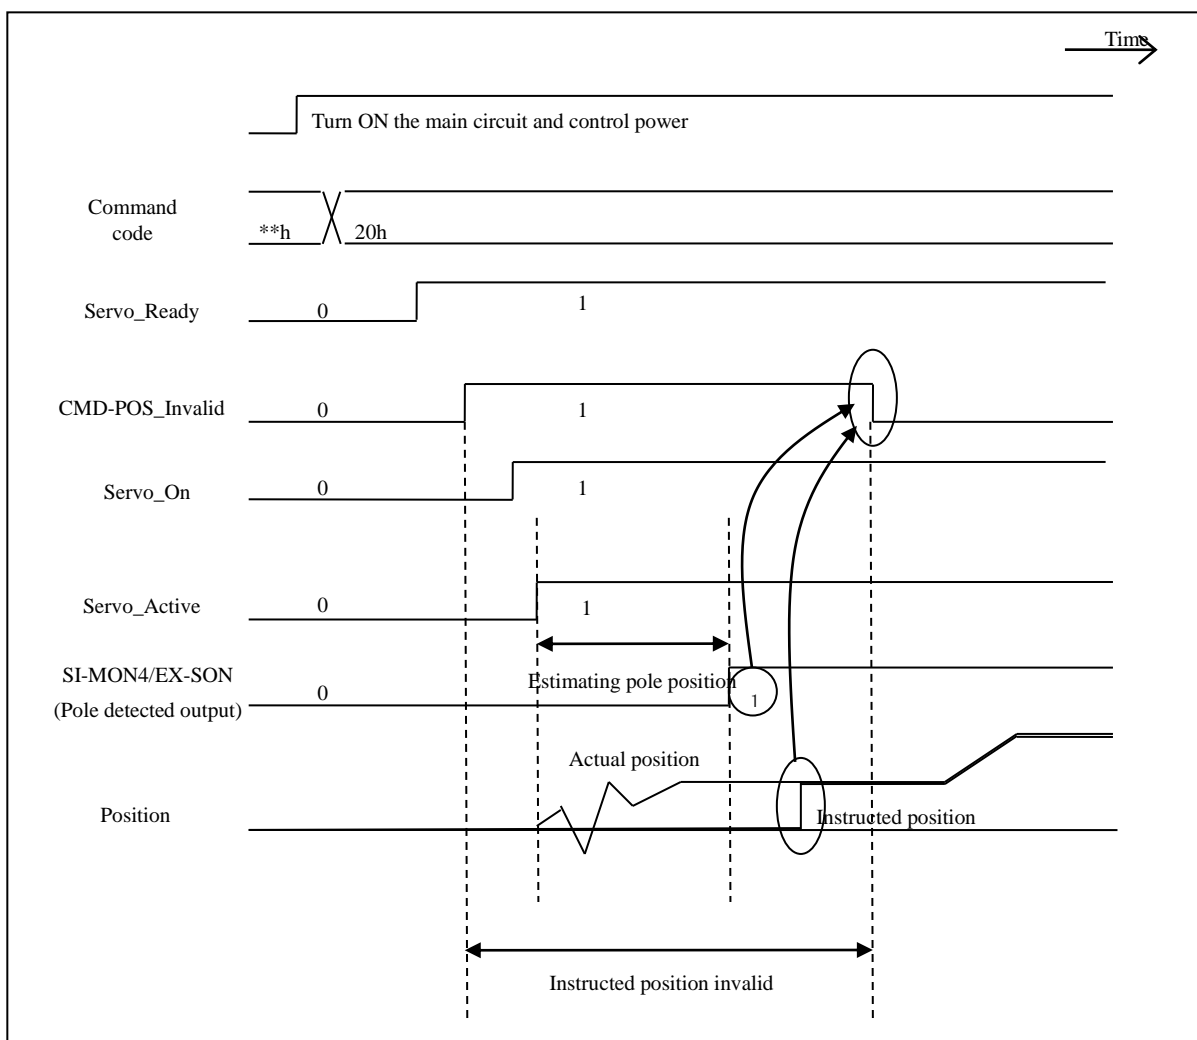 Time
Turn ON the main circuit and control power
Command
code
**h
20h
Servo_Ready
0
1
CMD-POS_Invalid
0
1
Servo_On
0
1
Servo_Active
0
1
SI-MON4/EX-SON
(Pole detected output)
0
Estimating pole position
1
Actual position
Position
Instructed position
Instructed position invalid